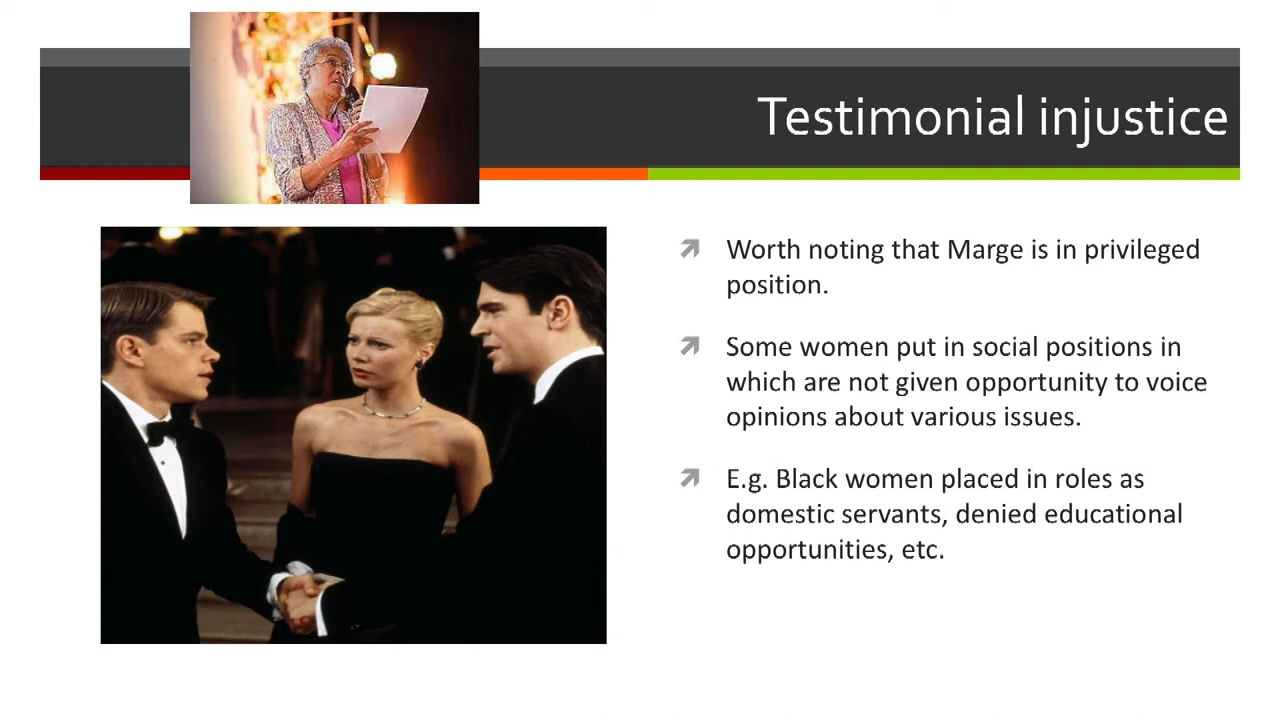 Testimonial injustice
Worth noting that Marge is in privileged
position.
Some women put in social positions in
which are not given opportunity to voice
opinions about various issues.
E.g. Black women placed in roles as
domestic servants, denied educational
opportunities, etc.